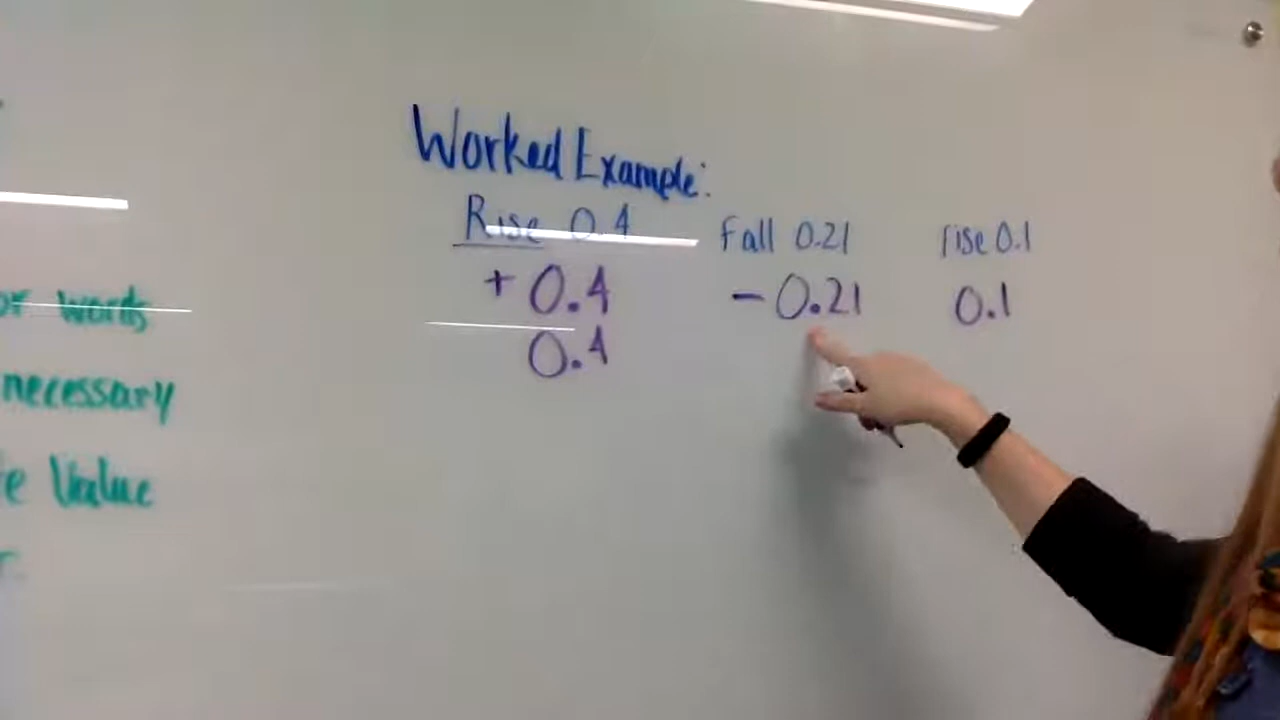 Worked Example:
Rise 0.4 Fall 0.21 rise 0.1
+ 0.4 - 0.21 0.1
0.4
or words
necessary
Value